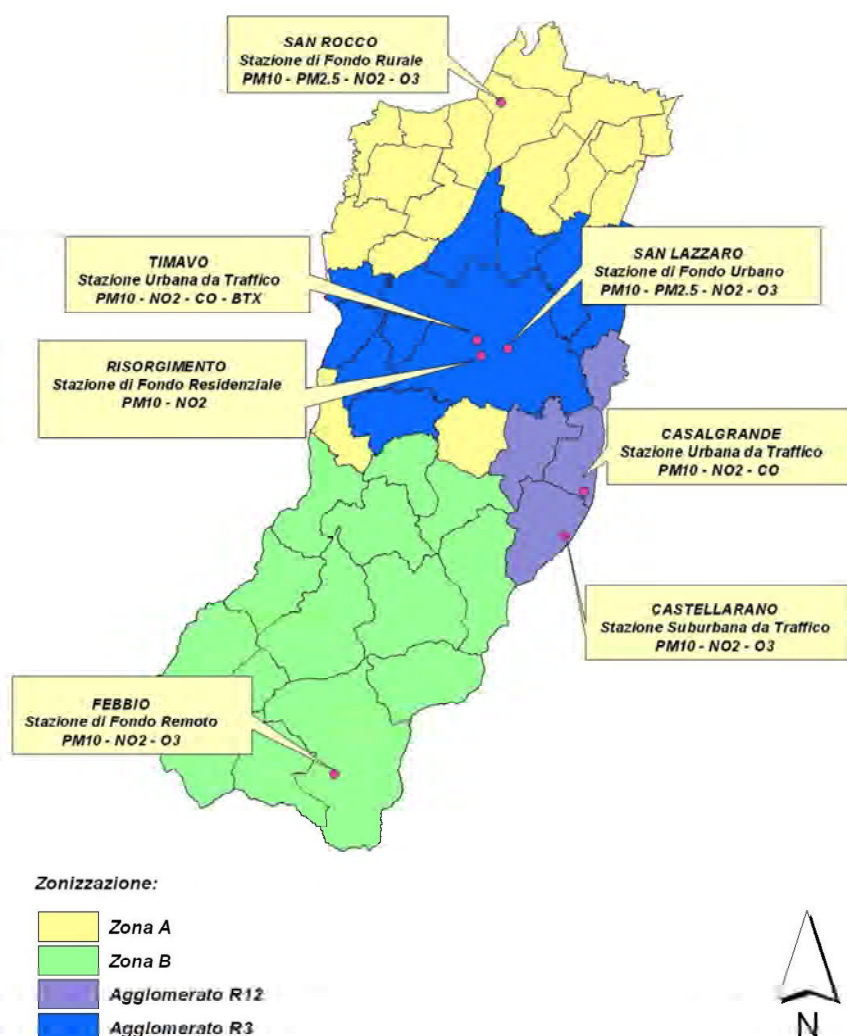 SAN ROCCO
Stazione di Fondo Rurale
PM10 - PM2.5 - NO2 - O3
TIMAVO
Stazione Urbana da Traffico
PM10 - NO2 - CO - BTX
SAN LAZZARO
Stazione di Fondo Urbano
PM10 - PM2.5 - NO2 - O3
RISORGIMENTO
Stazione di Fondo Residenziale
PM10 - NO2
CASALGRANDE
Stazione Urbana da Traffico
PM10 - NO2 - CO
CASTELLARANO
Stazione Suburbana da Traffico
PM10 - NO2 - O3
FEBBIO
Stazione di Fondo Remoto
PM10 - NO2 - O3
Zonizzazione:
Zona A
Zona B
Agglomerato R12
Agglomerato R3
N